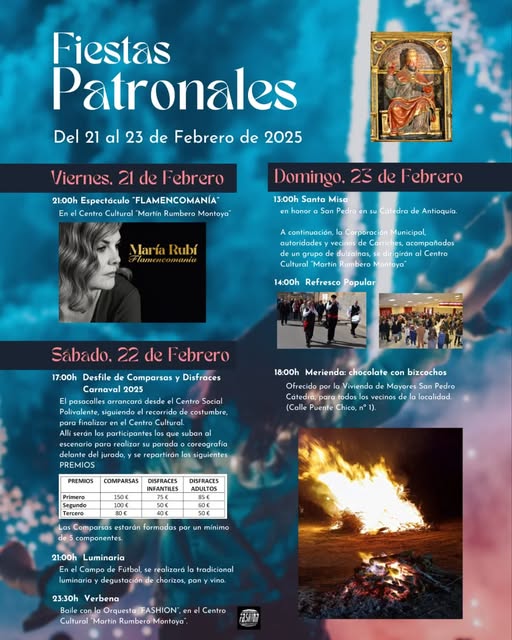 Fiestas
Patronales
Del 21 al 23 de Febrero de 2025
Viernes, 21 de Febrero
21:00h Espectáculo "FLAMENCOMANÍA"
En el Centro Cultural "Martín Rumbero Montoya"
María Rubí
Flamencomanía
Sábado, 22 de Febrero
17:00h Desfile de Comparsas y Disfraces
Carnaval 2025
El pasacalles arrancará desde el Centro Social
Polivalente, siguiendo el recorrido de costumbre,
para finalizar en el Centro Cultural.
Allí serán los participantes los que suban al
escenario para realizar su parada o coreografía
delante del jurado, y se repartirán los siguientes
PREMIOS
PREMIOS COMPARSAS DISFRACES INFANTILES DISFRACES ADULTOS
Primero 150 € 75 € 85 €
Segundo 100 € 50 € 60 €
Tercero 80 € 40 € 50 €
Las Comparsas estarán formadas por un mínimo
de 5 componentes.
21:00h Luminaria
En el Campo de Fútbol, se realizará la tradicional
luminaria y degustación de chorizos, pan y vino.
23:30h Verbena
Baile con la Orquesta "FASHION", en el Centro
Cultural "Martín Rumbero Montoya".
Domingo, 23 de Febrero
13:00h Santa Misa
en honor a San Pedro en su Cátedra de Antioquía.
A continuación, la Corporación Municipal,
autoridades y vecinos de Carriches, acompañados
de un grupo de dulzainas, se dirigirán al Centro
Cultural "Martín Rumbero Montoya"
14:00h Refresco Popular
18:00h Merienda: chocolate con bizcochos
Ofrecido por la Vivienda de Mayores San Pedro
Catedra, para todos los vecinos de la localidad.
(Calle Puente Chico, nº 1).
FASHION